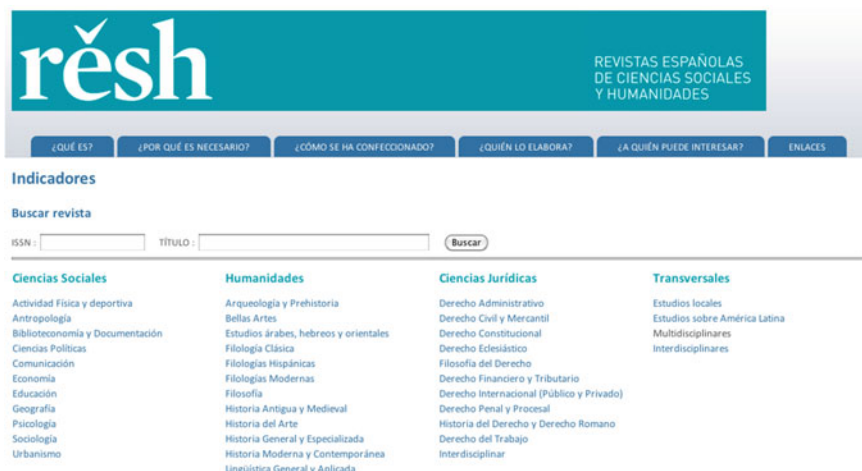 rěsh
REVISTAS ESPAÑOLAS
DE CIENCIAS SOCIALES
Y HUMANIDADES
¿QUÉ ES? ¿POR QUÉ ES NECESARIO? ¿CÓMO SE HA CONFECCIONADO? ¿QUIÉN LO ELABORA? ¿A QUIÉN PUEDE INTERESAR? ENLACES
Indicadores
Buscar revista
ISSN : TÍTULO : Buscar
Ciencias Sociales
Actividad Física y deportiva
Antropología
Biblioteconomía y Documentación
Ciencias Políticas
Comunicación
Economía
Educación
Geografía
Psicología
Sociología
Urbanismo
Humanidades
Arqueología y Prehistoria
Bellas Artes
Estudios árabes, hebreos y orientales
Filología Clásica
Filologías Hispánicas
Filologías Modernas
Filosofía
Historia Antigua y Medieval
Historia del Arte
Historia General y Especializada
Historia Moderna y Contemporánea
Lingüística General y Aplicada
Ciencias Jurídicas
Derecho Administrativo
Derecho Civil y Mercantil
Derecho Constitucional
Derecho Eclesiástico
Filosofía del Derecho
Derecho Financiero y Tributario
Derecho Internacional (Público y Privado)
Derecho Penal y Procesal
Historia del Derecho y Derecho Romano
Derecho del Trabajo
Interdisciplinar
Transversales
Estudios locales
Estudios sobre América Latina
Multidisciplinares
Interdisciplinares